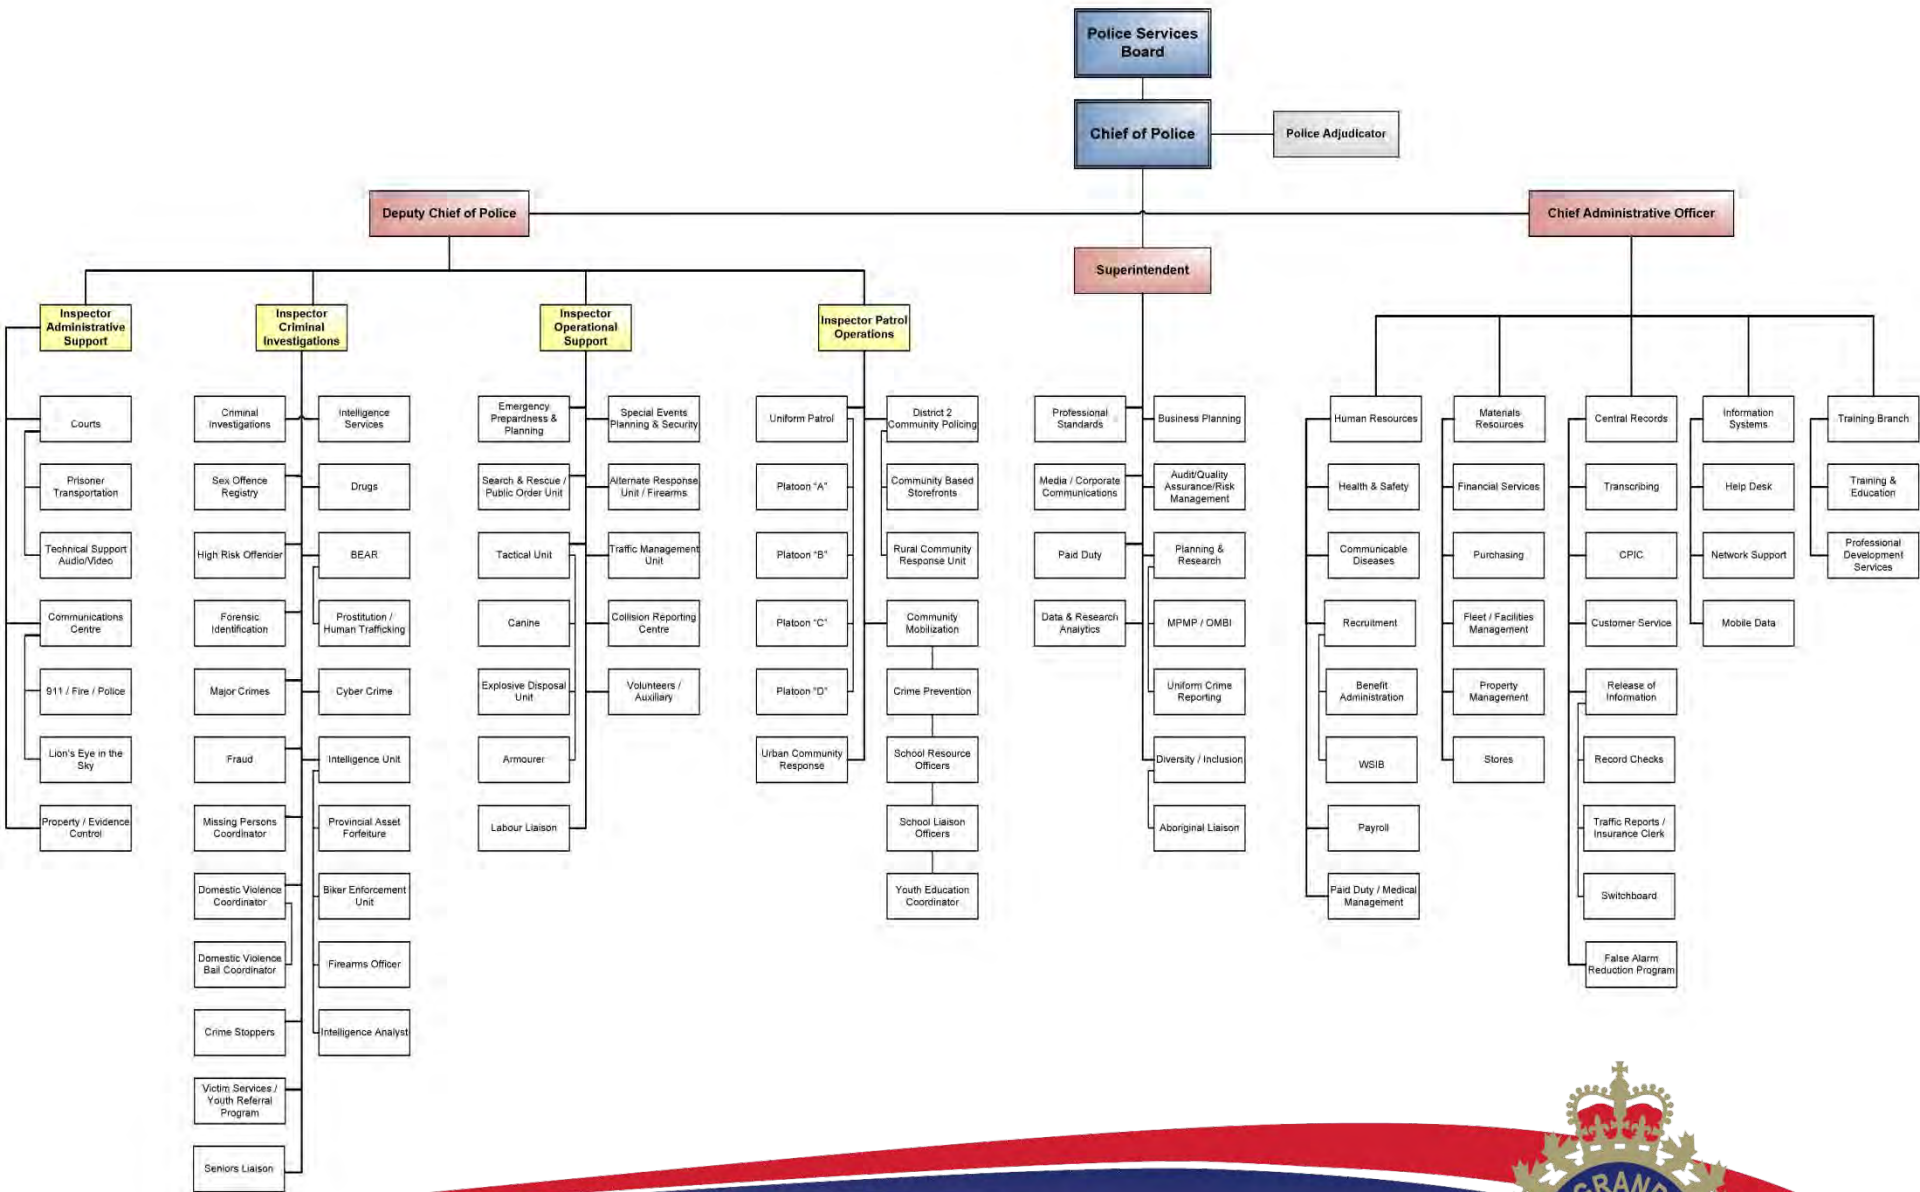 Police Services
Board
Chief of Police
Police Adjudicator
Deputy Chief of Police
Chief Administrative Officer
Superintendent
Inspector
Administrative
Support
Inspector
Criminal
Investigations
Inspector
Operational
Support
Inspector Patrol
Operations
Courts
Prisoner
Transportation
Technical Support
Audio/Video
Communications
Centre
911 / Fire / Police
Lion's Eye in the
Sky
Property / Evidence
Control
Criminal
Investigations
Sex Offence
Registry
High Risk Offender
Forensic
Identification
Major Crimes
Fraud
Missing Persons
Coordinator
Domestic Violence
Coordinator
Domestic Violence
Bail Coordinator
Crime Stoppers
Victim Services /
Youth Referral
Program
Seniors Liaison
Intelligence
Services
Drugs
BEAR
Prostitution /
Human Trafficking
Cyber Crime
Intelligence Unit
Provincial Asset
Forfeiture
Biker Enforcement
Unit
Firearms Officer
Intelligence Analyst
Emergency
Prepardness &
Planning
Search & Rescue /
Public Order Unit
Tactical Unit
Canine
Explosive Disposal
Unit
Armourer
Labour Liaison
Special Events
Planning & Security
Alternate Response
Unit / Firearms
Traffic Management
Unit
Collision Reporting
Centre
Volunteers /
Auxiliary
Uniform Patrol
Platoon "A"
Platoon "B"
Platoon "C"
Platoon "D"
Urban Community
Response
District 2
Community Policing
Community Based
Storefronts
Rural Community
Response Unit
Community
Mobilization
Crime Prevention
School Resource
Officers
School Liaison
Officers
Youth Education
Coordinator
Professional
Standards
Media / Corporate
Communications
Paid Duty
Data & Research
Analytics
Business Planning
Audit/Quality
Assurance/Risk
Management
Planning &
Research
MPMP / OMBI
Uniform Crime
Reporting
Diversity / Inclusion
Aboriginal Liaison
Human Resources
Health & Safety
Communicable
Diseases
Recruitment
Benefit
Administration
WSIB
Payroll
Paid Duty / Medical
Management
Materials
Resources
Financial Services
Purchasing
Fleet / Facilities
Management
Property
Management
Stores
Central Records
Transcribing
CPIC
Customer Service
Release of
Information
Record Checks
Traffic Reports /
Insurance Clerk
Switchboard
False Alarm
Reduction Program
Information
Systems
Help Desk
Network Support
Mobile Data
Training Branch
Training &
Education
Professional
Development
Services
GRAND